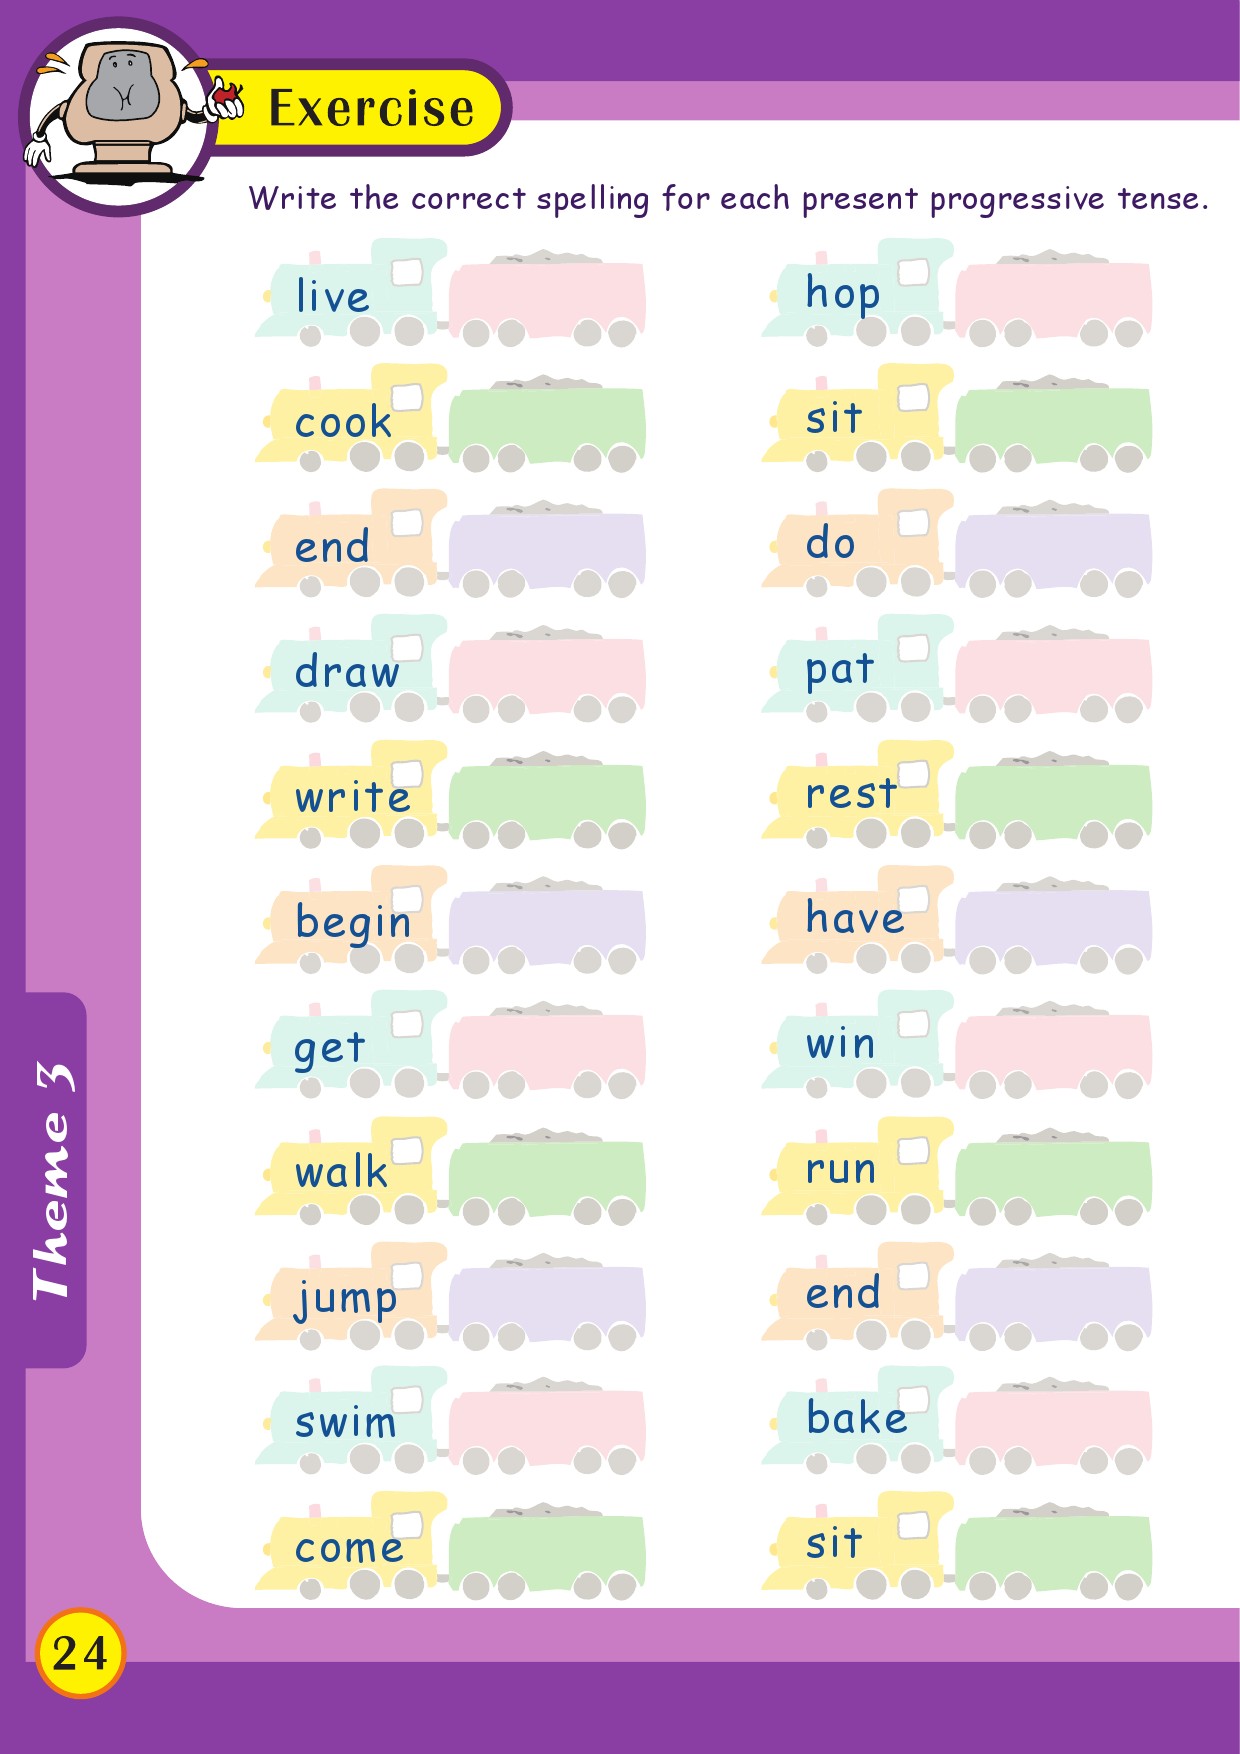 Exercise
Write the correct spelling for each present progressive tense.
live
hop
cook
sit
end
do
draw
pat
write
rest
begin
have
get
win
walk
run
jump
end
swim
bake
come
sit
Theme 3
24